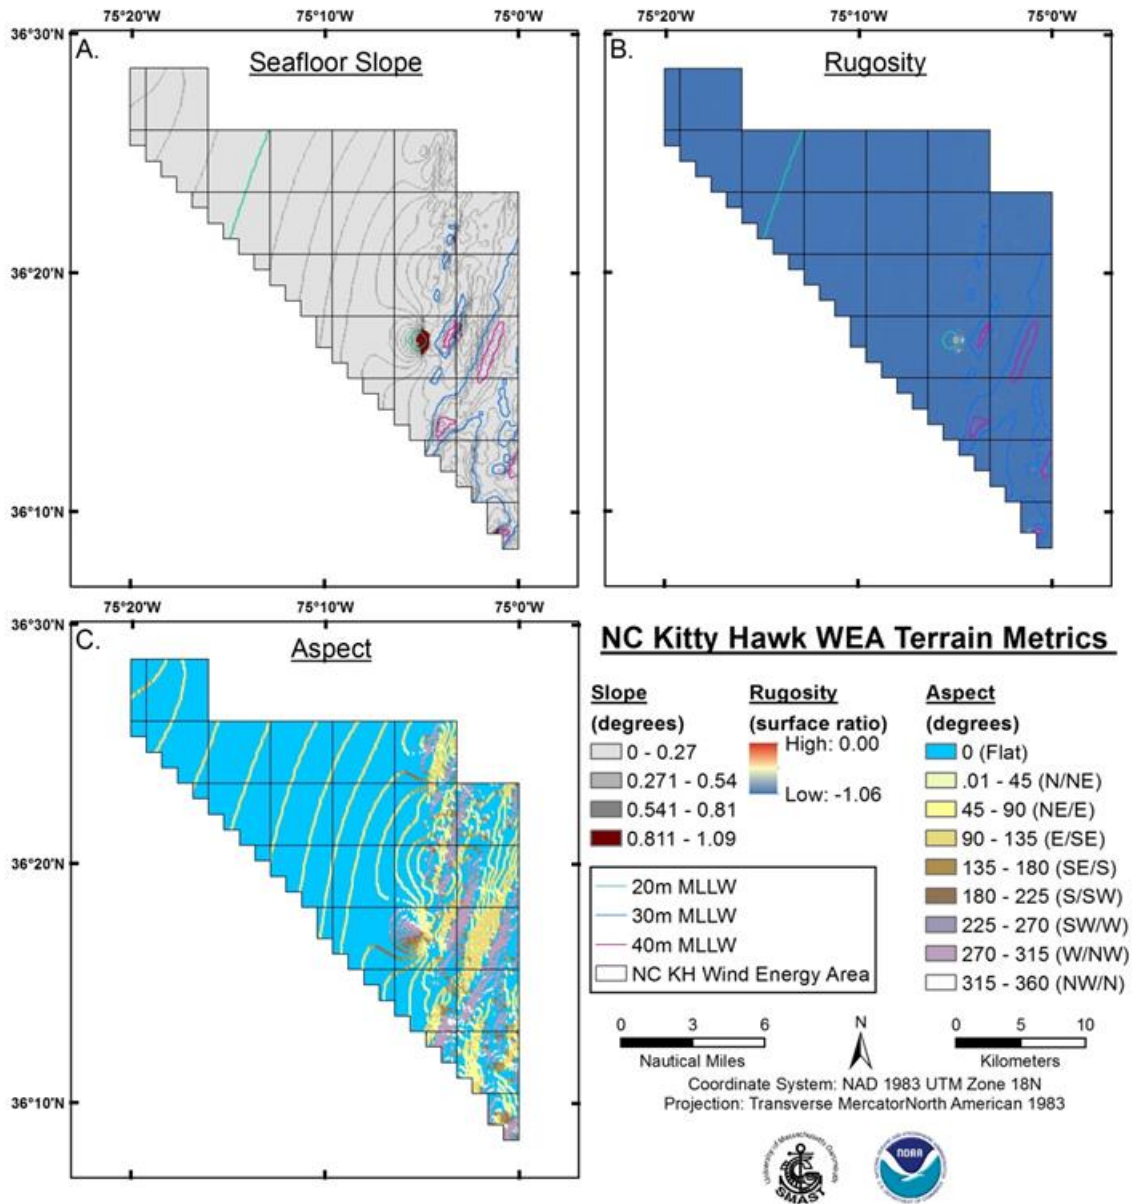 75°20'W 75°10'W 75°0'W
75°20'W 75°10'W 75°0'W
36°30'N
A.
Seafloor Slope
B.
Rugosity
36°20'N
36°10'N
75°20'W 75°10'W 75°0'W
36°30'N
C.
Aspect
36°20'N
36°10'N
NC Kitty Hawk WEA Terrain Metrics
Slope
(degrees)
0 - 0.27
0.271 - 0.54
0.541 - 0.81
0.811 - 1.09
Rugosity
(surface ratio)
High: 0.00
Low: -1.06
Aspect
(degrees)
0 (Flat)
.01 - 45 (N/NE)
45 - 90 (NE/E)
90 - 135 (E/SE)
135 - 180 (SE/S)
180 - 225 (S/SW)
225 - 270 (SW/W)
270 - 315 (W/NW)
315 - 360 (NW/N)
20m MLLW
30m MLLW
40m MLLW
NC KH Wind Energy Area
0 3 6
Nautical Miles
N
0 5 10
Kilometers
Coordinate System: NAD 1983 UTM Zone 18N
Projection: Transverse MercatorNorth American 1983
University of Massachusetts Dartmouth
SMAST
NOAA